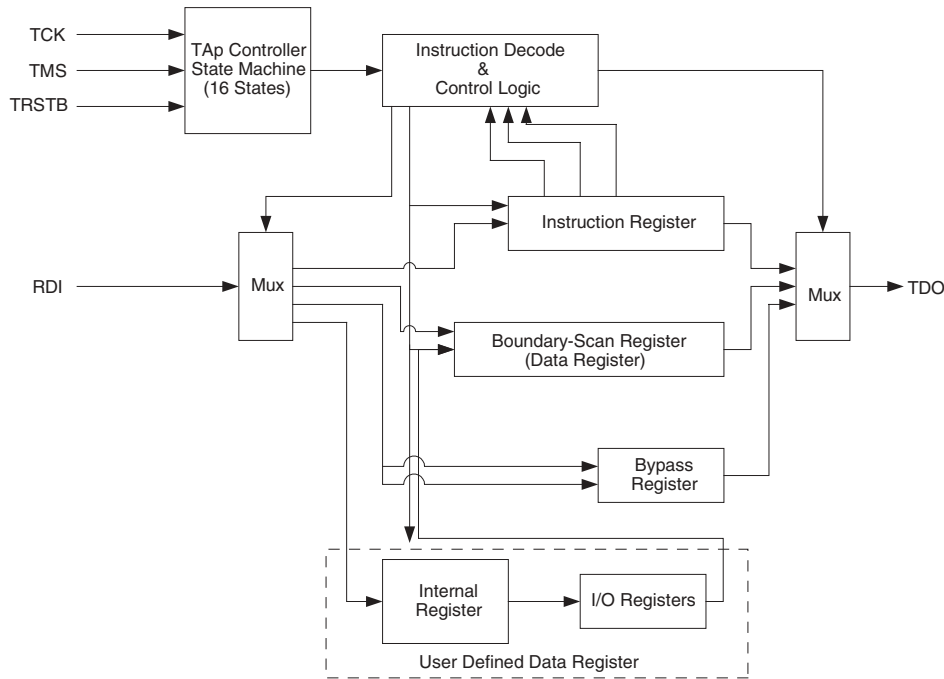 TCK
TMS
TRSTB
TAp Controller
State Machine
(16 States)
Instruction Decode
&
Control Logic
Instruction Register
RDI
Mux
Mux
TDO
Boundary-Scan Register
(Data Register)
Bypass
Register
Internal
Register
I/O Registers
User Defined Data Register